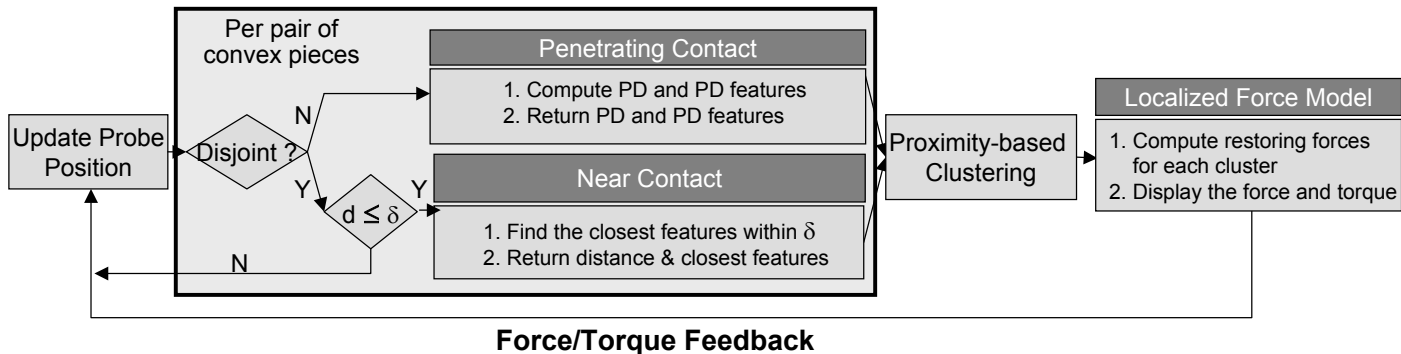 Per pair of
convex pieces
Penetrating Contact
1. Compute PD and PD features
2. Return PD and PD features
N
Update Probe
Position
Disjoint ?
Y
d ≤ δ
Y
N
Near Contact
1. Find the closest features within δ
2. Return distance & closest features
Proximity-based
Clustering
Localized Force Model
1. Compute restoring forces
for each cluster
2. Display the force and torque
Force/Torque Feedback